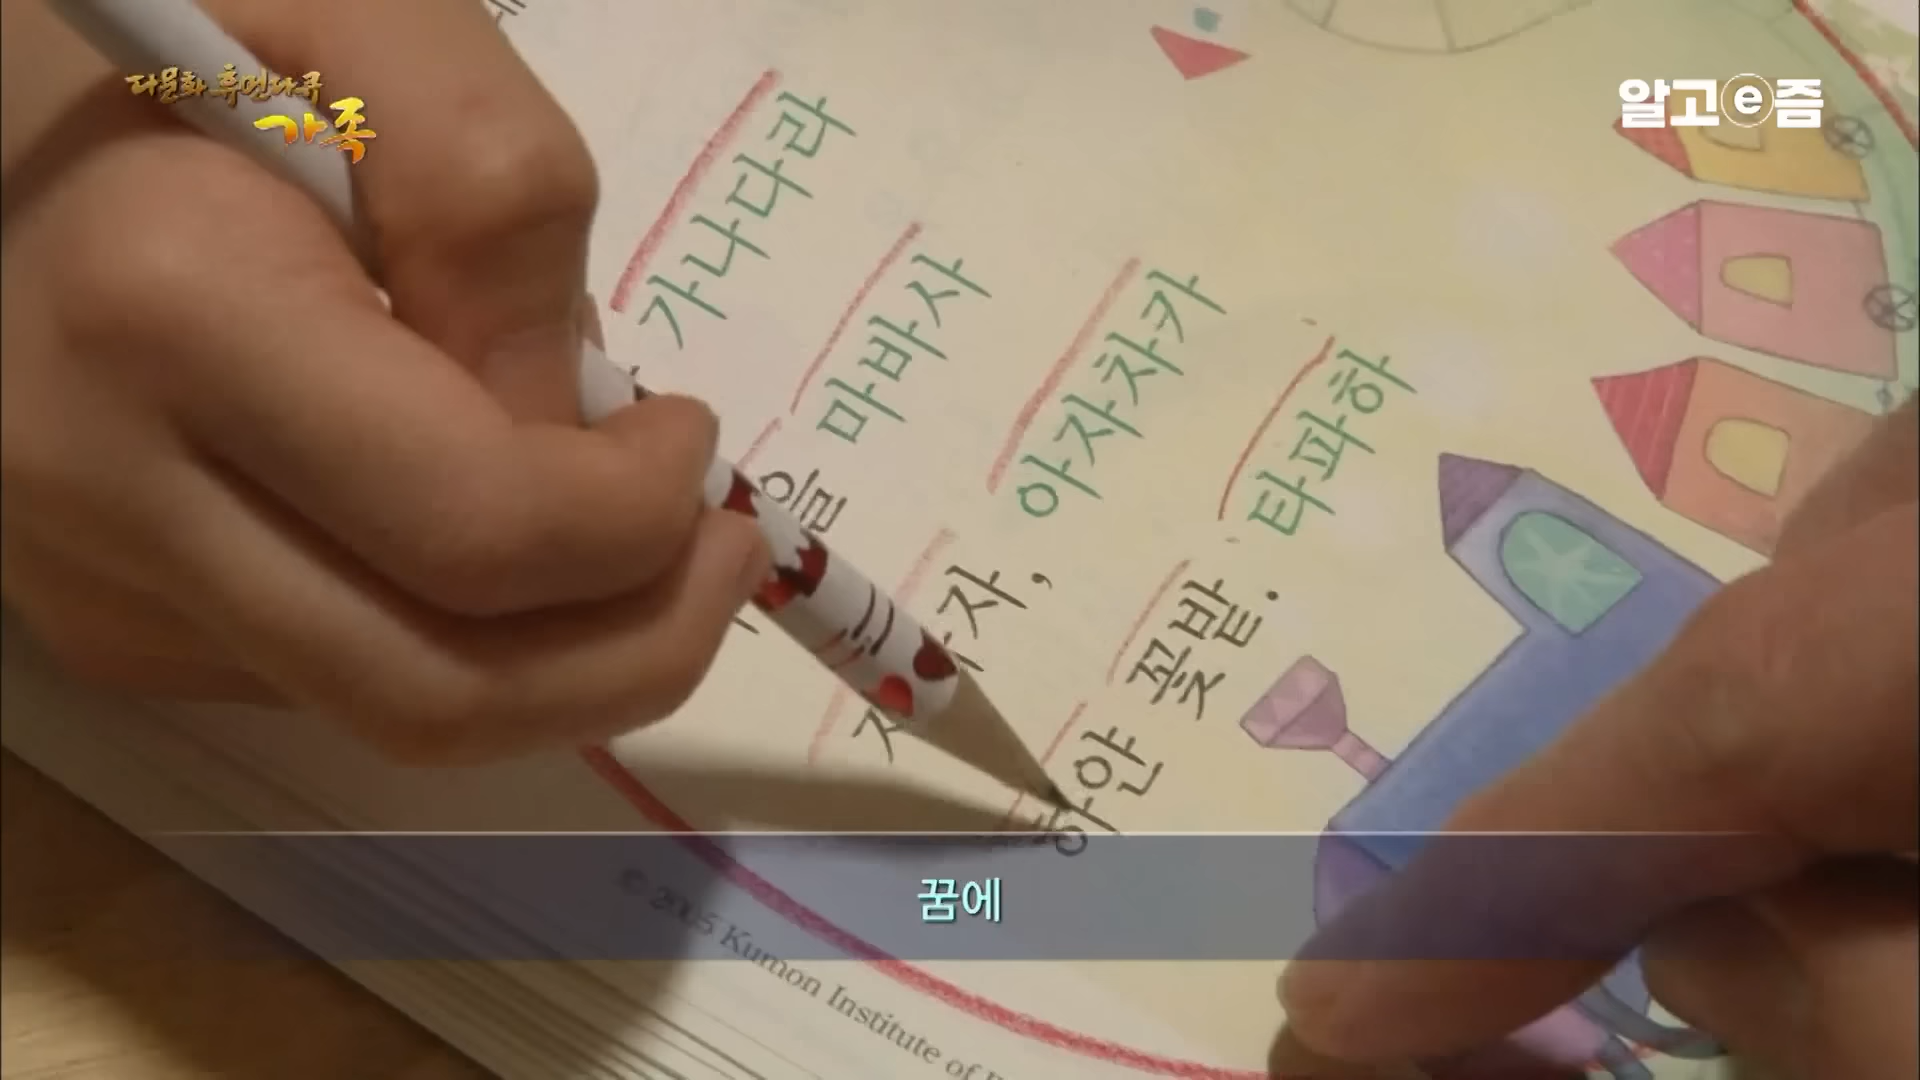 다문화 휴먼다큐
가족
알고e즘
가나다라
을 마바사
자, 아자차카
타파하
하얀 꽃밭.
꿈에
© 2005 Kumon Institute of